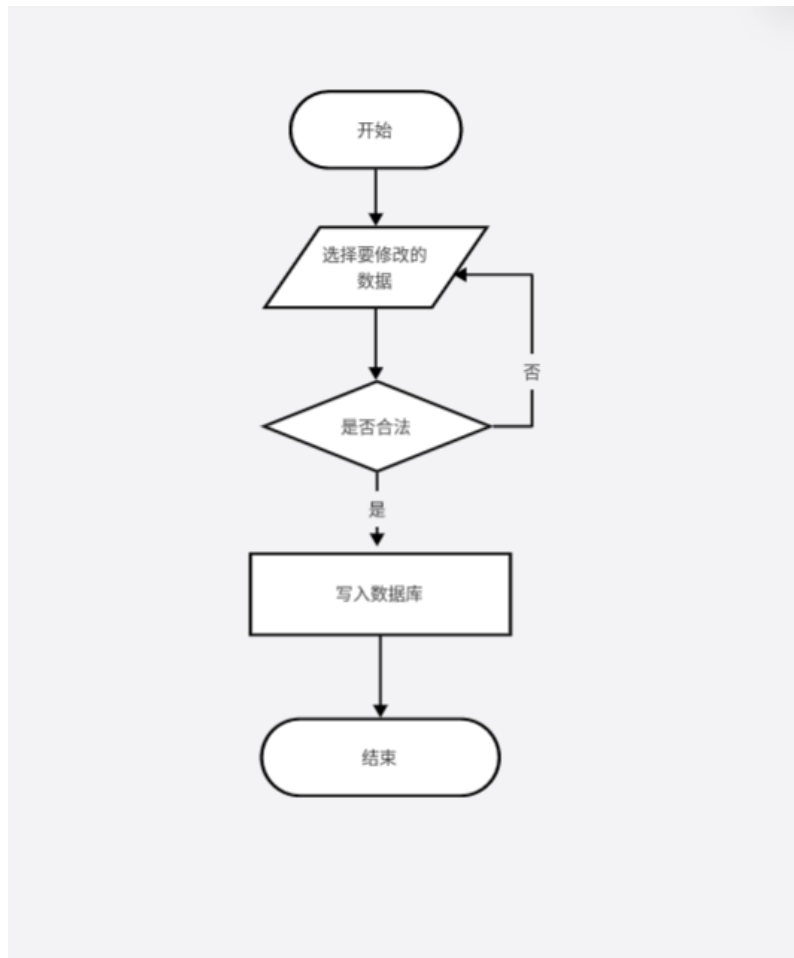 开始
选择要修改的
数据
否
是否合法
是
写入数据库
结束